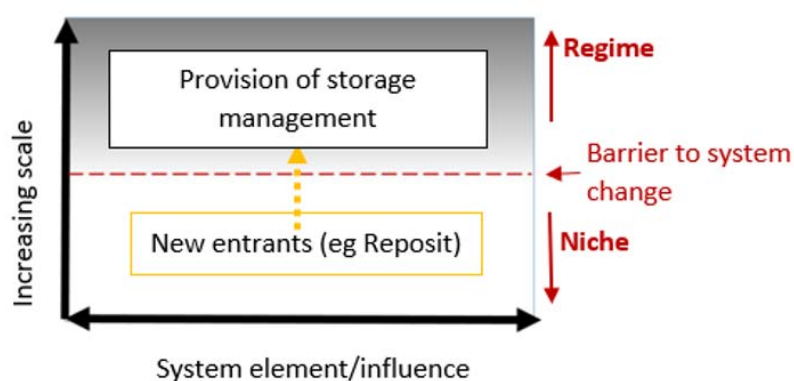 Provision of storage
management
Regime
Barrier to system
change
New entrants (eg Reposit)
Niche
Increasing scale
System element/influence